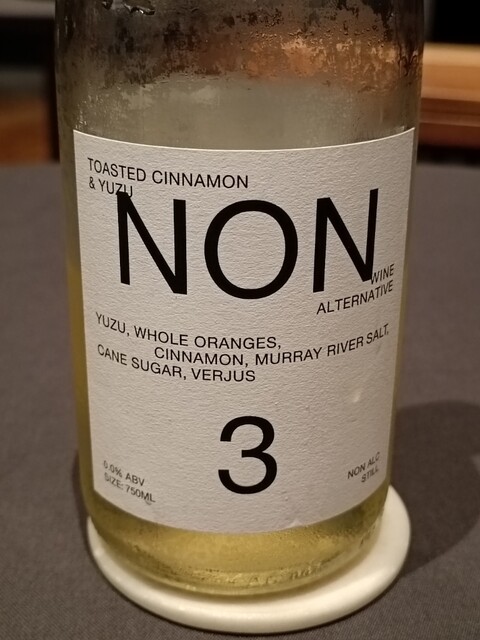 TOASTED CINNAMON
& YUZU
NON
WINE
ALTERNATIVE
YUZU, WHOLE ORANGES,
CINNAMON, MURRAY RIVER SALT,
CANE SUGAR, VERJUS
3
0.0% ABV
SIZE: 750ML
NON ALC
STILL